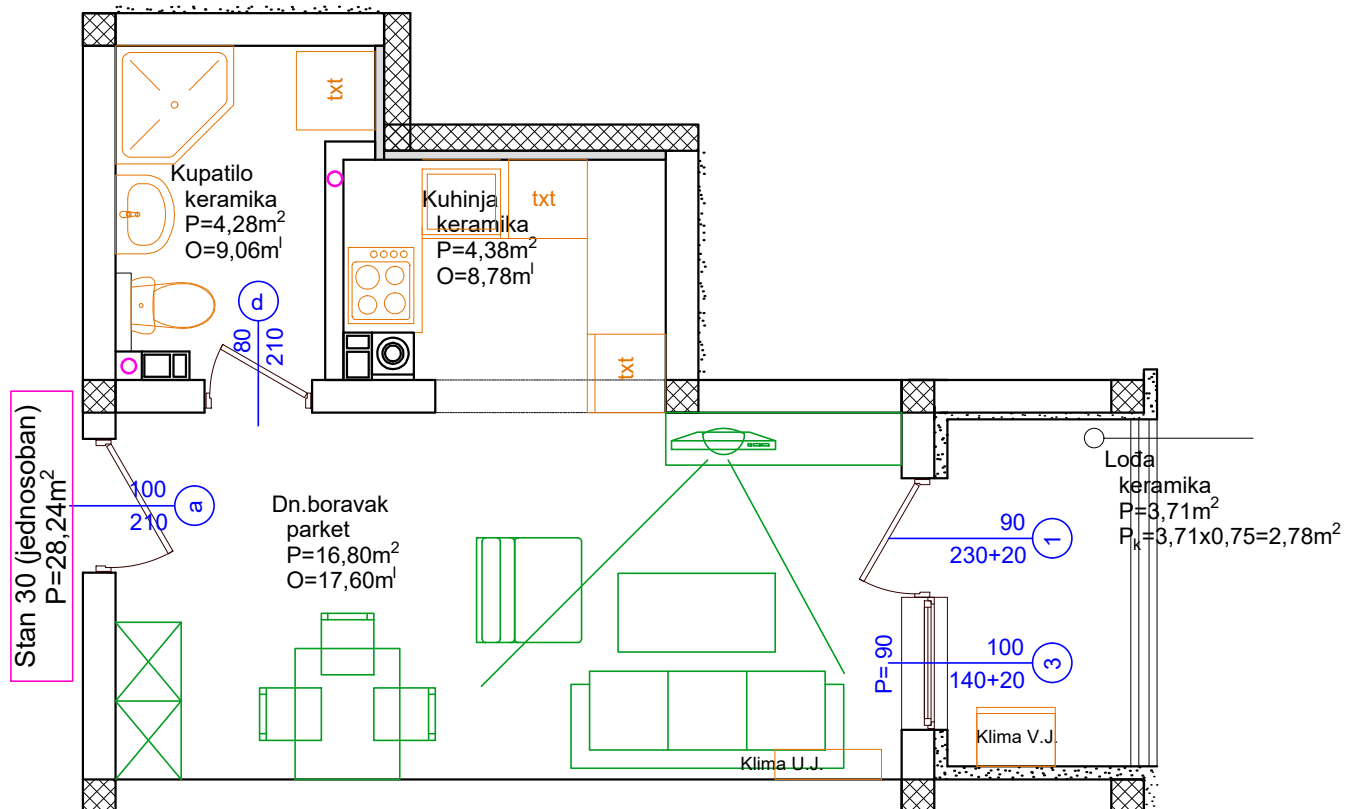 txt
Kupatilo
keramika
P=4,28m²
O=9,06mˡ
Kuhinja
keramika
P=4,38m²
O=8,78mˡ
txt
txt
d
80
210
Stan 30 (jednosoban)
P=28,24m²
100
210
a
Dn.boravak
parket
P=16,80m²
O=17,60mˡ
Lođa
keramika
P=3,71m²
Pₖ=3,71x0,75=2,78m²
90
230+20
1
P= 90
100
140+20
3
Klima U.J.
Klima V.J.